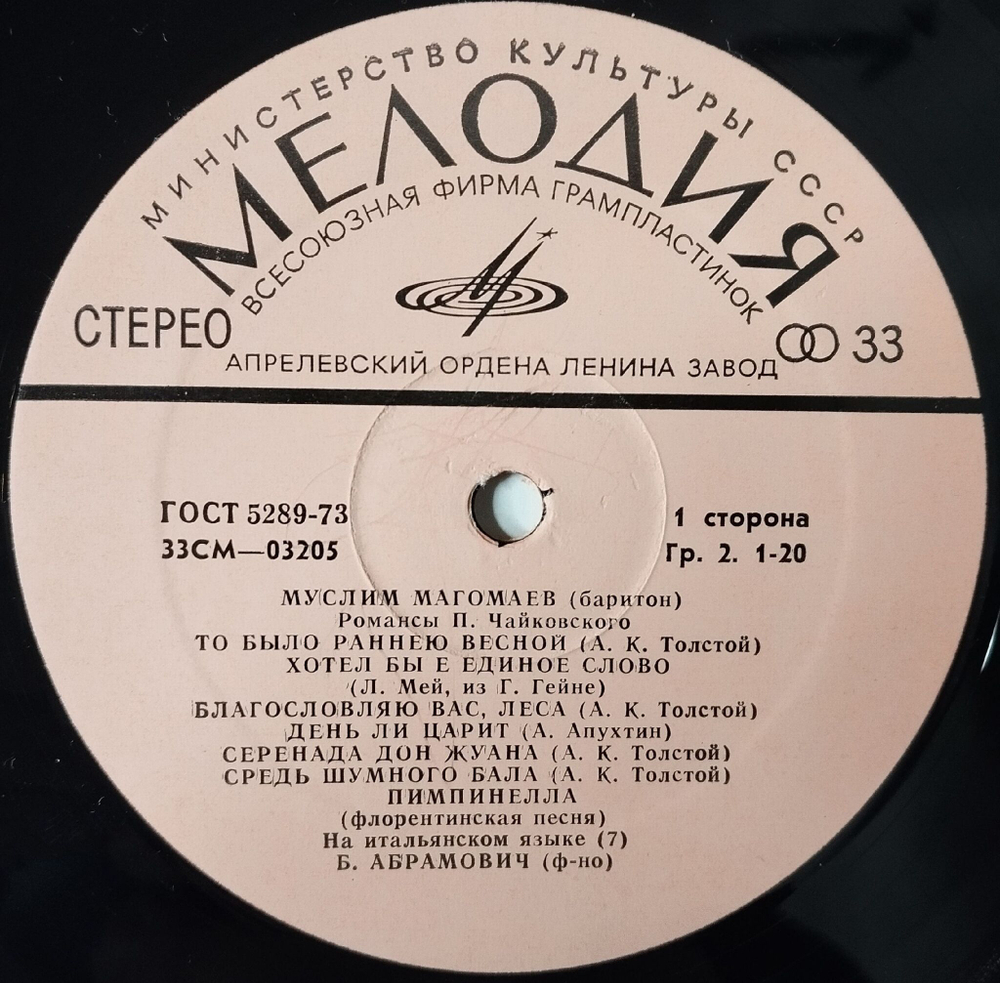 МИНИСТЕРСТВО КУЛЬТУРЫ СССР
МЕЛОДИЯ
ВСЕСОЮЗНАЯ ФИРМА ГРАМПЛАСТИНОК
СТЕРЕО
33
АПРЕЛЕВСКИЙ ОРДЕНА ЛЕНИНА ЗАВОД
ГОСТ 5289-73
1 сторона
33СМ—03205
Гр. 2. 1-20
МУСЛИМ МАГОМАЕВ (баритон)
Романсы П. Чайковского
ТО БЫЛО РАННЕЮ ВЕСНОЙ (А. К. Толстой)
ХОТЕЛ БЫ Е ЕДИНОЕ СЛОВО
(Л. Мей, из Г. Гейне)
БЛАГОСЛОВЛЯЮ ВАС, ЛЕСА (А. К. Толстой)
ДЕНЬ ЛИ ЦАРИТ (А. Апухтин)
СЕРЕНАДА ДОН ЖУАНА (А. К. Толстой)
СРЕДЬ ШУМНОГО БАЛА (А. К. Толстой)
ПИМПИНЕЛЛА
(флорентинская песня)
На итальянском языке (7)
Б. АБРАМОВИЧ (ф-но)